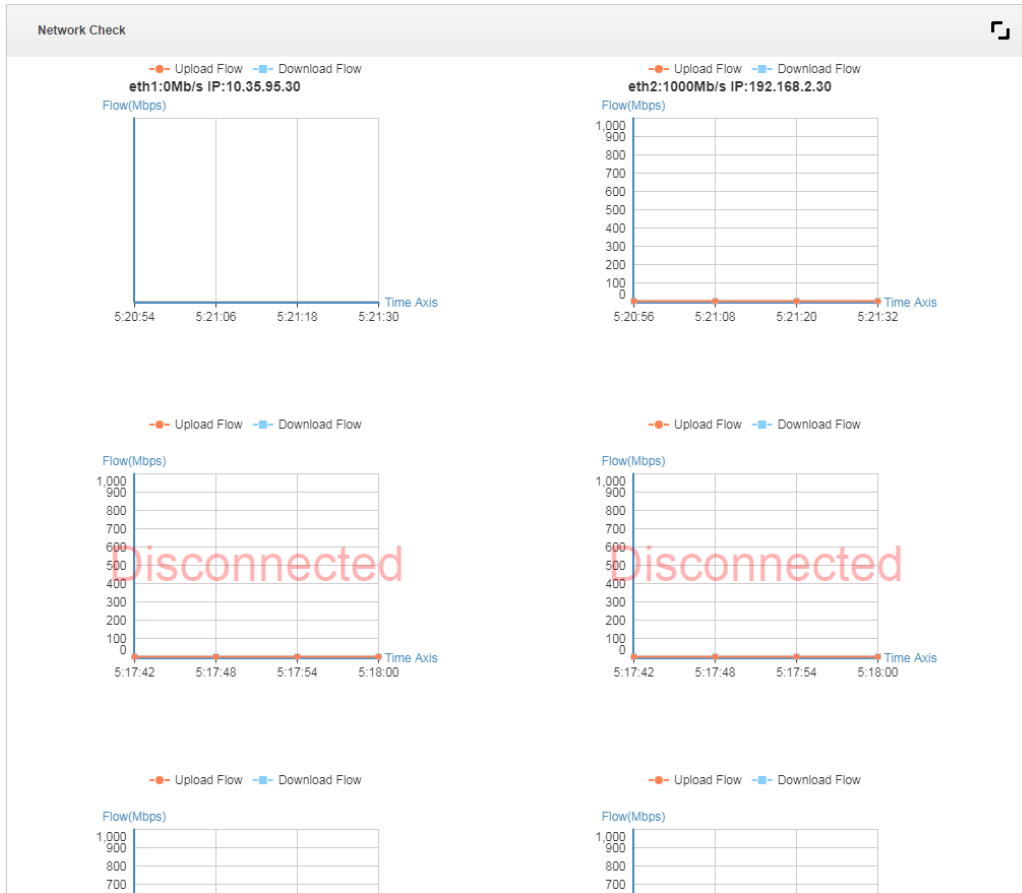 Network Check
Upload Flow Download Flow
eth1:0Mb/s IP:10.35.95.30
Flow(Mbps)
Time Axis
5:20:54 5:21:06 5:21:18 5:21:30
Upload Flow Download Flow
eth2:1000Mb/s IP:192.168.2.30
Flow(Mbps)
1,000
900
800
700
600
500
400
300
200
100
0
Time Axis
5:20:56 5:21:08 5:21:20 5:21:32
Upload Flow Download Flow
Flow(Mbps)
1,000
900
800
700
600
500
400
300
200
100
0
Disconnected
Time Axis
5:17:42 5:17:48 5:17:54 5:18:00
Upload Flow Download Flow
Flow(Mbps)
1,000
900
800
700
600
500
400
300
200
100
0
Disconnected
Time Axis
5:17:42 5:17:48 5:17:54 5:18:00
Upload Flow Download Flow
Flow(Mbps)
1,000
900
800
700
Upload Flow Download Flow
Flow(Mbps)
1,000
900
800
700